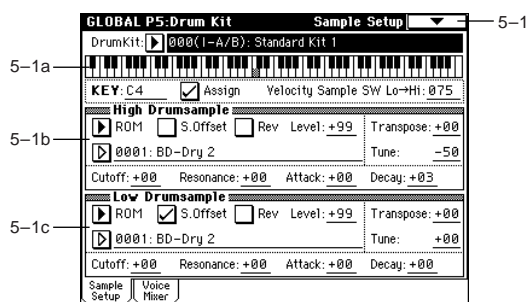 GLOBAL P5:Drum Kit Sample Setup 5–1
DrumKit: 000(I-A/B): Standard Kit 1
5–1a
KEY: C4 Assign Velocity Sample SW Lo→Hi: 075
High Drumsample
5–1b
ROM S.Offset Rev Level: +99 Transpose: +00
0001: BD-Dry 2 Tune: -50
Cutoff: +00 Resonance: +00 Attack: +00 Decay: +03
Low Drumsample
5–1c
ROM S.Offset Rev Level: +99 Transpose: +00
0001: BD-Dry 2 Tune: +00
Cutoff: +00 Resonance: +00 Attack: +00 Decay: +00
Sample Setup Voice Mixer